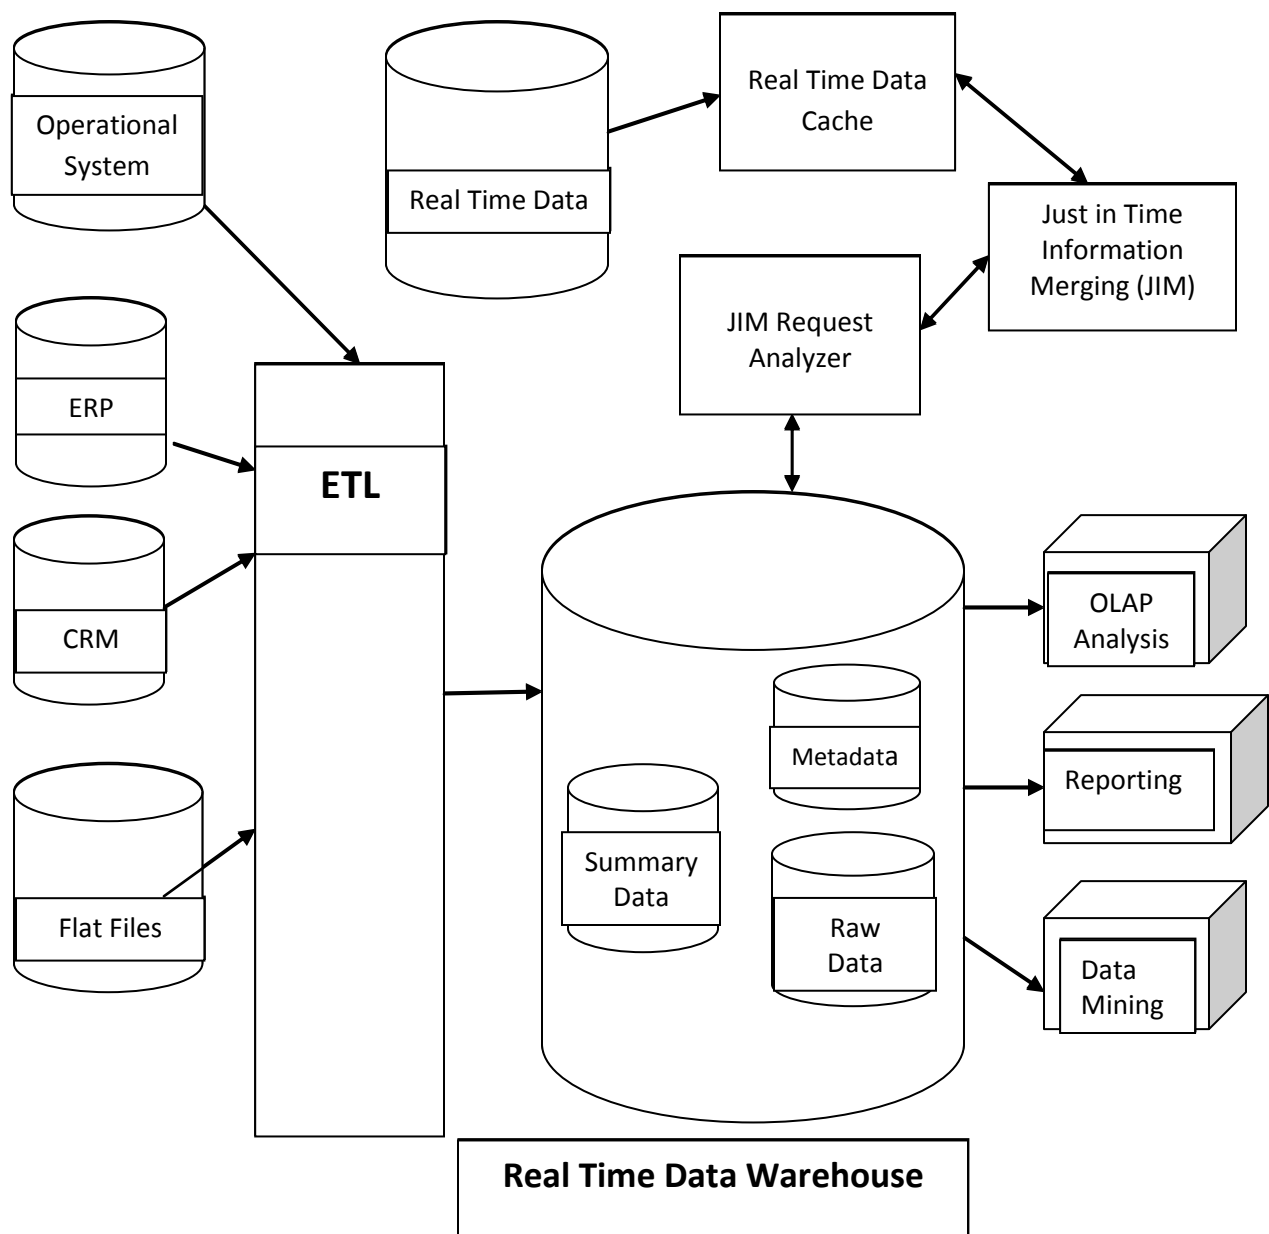 Operational
System
Real Time Data
Real Time Data
Cache
Just in Time
Information
Merging (JIM)
JIM Request
Analyzer
ERP
ETL
CRM
Flat Files
Metadata
Summary
Data
Raw
Data
OLAP
Analysis
Reporting
Data
Mining
Real Time Data Warehouse